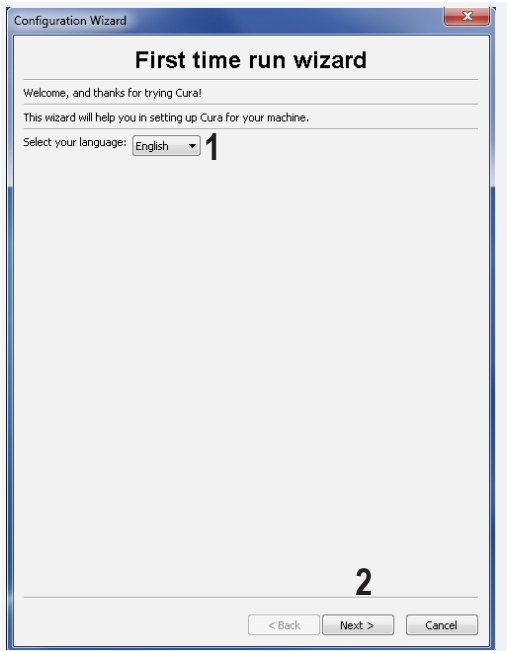 Configuration Wizard
First time run wizard
Welcome, and thanks for trying Cura!
This wizard will help you in setting up Cura for your machine.
Select your language: English 1
2
< Back Next > Cancel